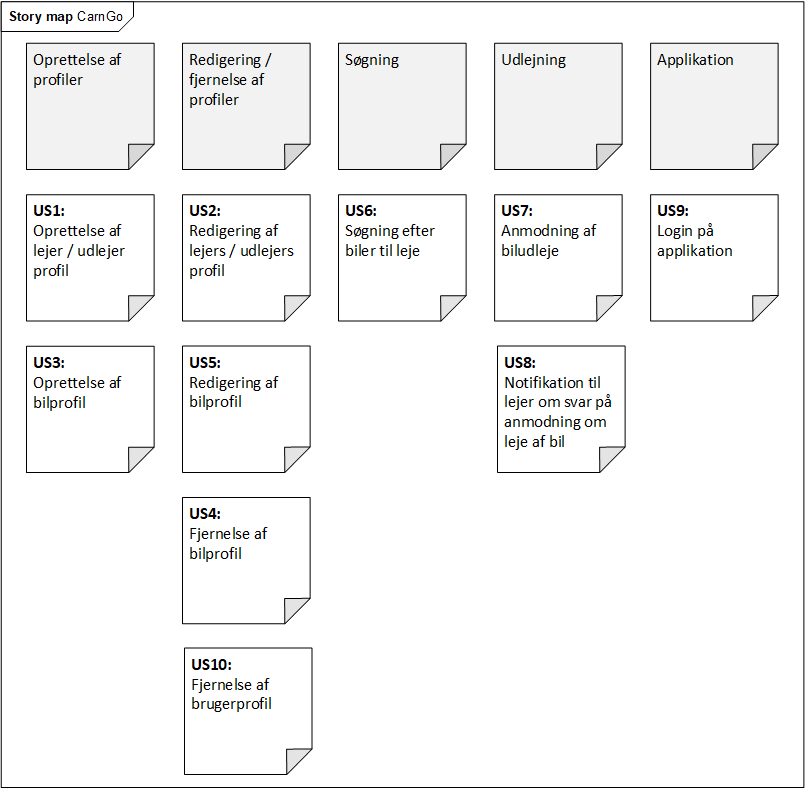 Story map CarnGo
Oprettelse af
profiler
Redigering /
fjernelse af
profiler
Søgning
Udlejning
Applikation
US1:
Oprettelse af
lejer / udlejer
profil
US2:
Redigering af
lejers / udlejers
profil
US6:
Søgning efter
biler til leje
US7:
Anmodning af
biludleje
US9:
Login på
applikation
US3:
Oprettelse af
bilprofil
US5:
Redigering af
bilprofil
US8:
Notifikation til
lejer om svar på
anmodning om
leje af bil
US4:
Fjernelse af
bilprofil
US10:
Fjernelse af
brugerprofil